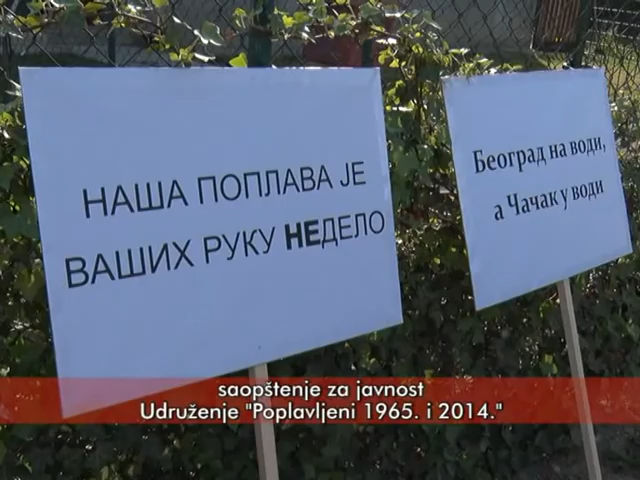 НАША ПОПЛАВА ЈЕ
ВАШИХ РУКУ НЕДЕЛО
Београд на води,
а Чачак у води
saopštenje za javnost
Udruženje "Poplavljeni 1965. i 2014."